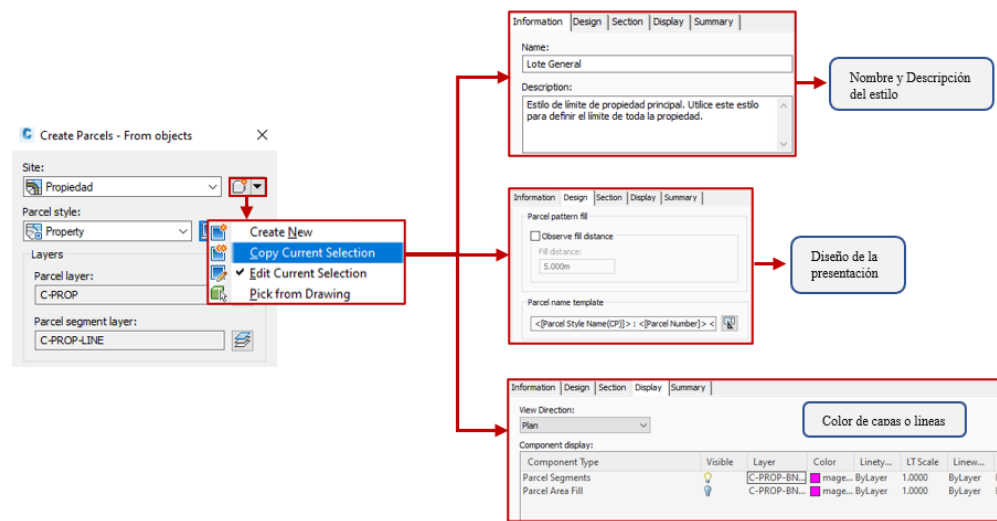 Create Parcels - From objects
Site:
Propiedad
Parcel style:
Property
Layers
Parcel layer:
C-PROP
Parcel segment layer:
C-PROP-LINE
Create New
Copy Current Selection
Edit Current Selection
Pick from Drawing
Information Design Section Display Summary
Name:
Lote General
Description:
Estilo de límite de propiedad principal. Utilice este estilo
para definir el límite de toda la propiedad.
Nombre y Descripción
del estilo
Information Design Section Display Summary
Parcel pattern fill
Observe fill distance
Fill distance:
5.000m
Parcel name template
<[Parcel Style Name(CP)]> : <[Parcel Number]> <
Diseño de la
presentación
Information Design Section Display Summary
View Direction:
Plan
Color de capas o lineas
Component display:
Component Type Visible Layer Color Linety... LT Scale Linew...
Parcel Segments C-PROP-BN... mage... ByLayer 1.0000 ByLayer
Parcel Area Fill C-PROP-BN... mage... ByLayer 1.0000 ByLayer